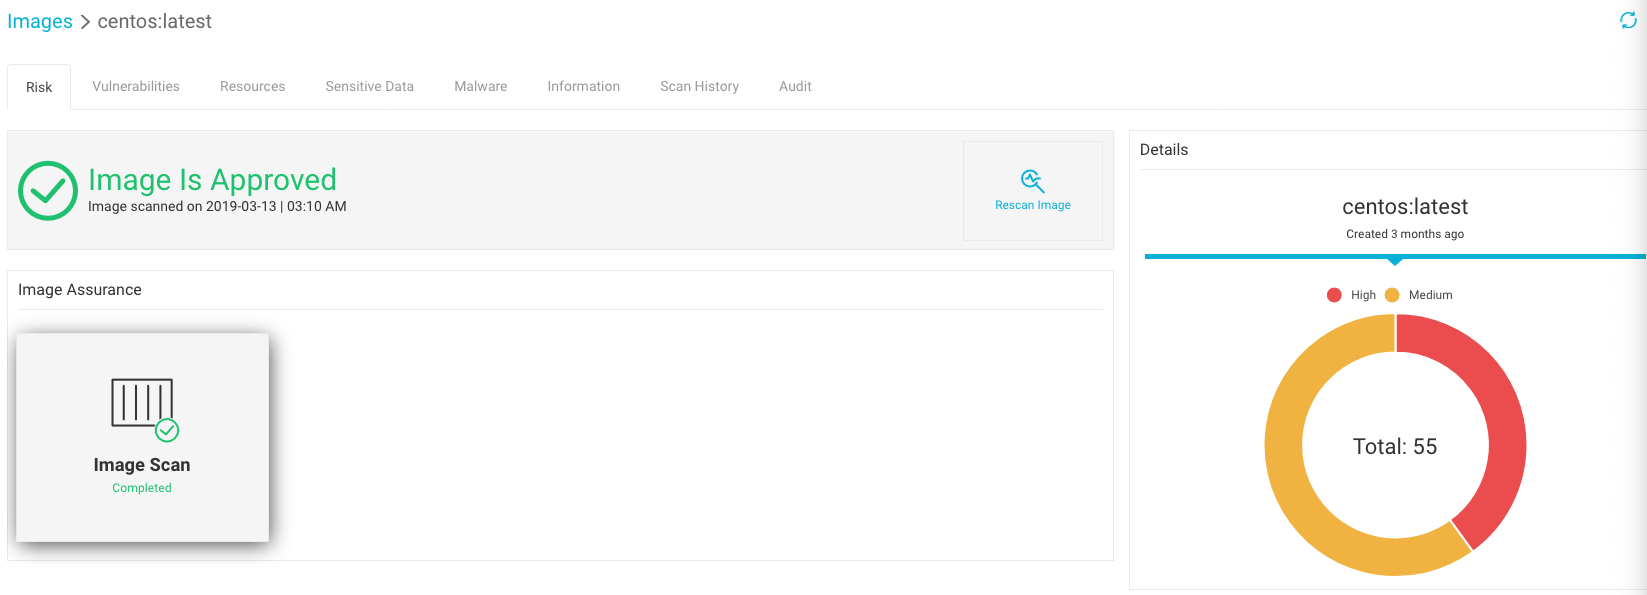 Images > centos:latest
Risk Vulnerabilities Resources Sensitive Data Malware Information Scan History Audit
Image Is Approved
Image scanned on 2019-03-13 | 03:10 AM
Rescan Image
Image Assurance
Image Scan
Completed
Details
centos:latest
Created 3 months ago
High Medium
Total: 55